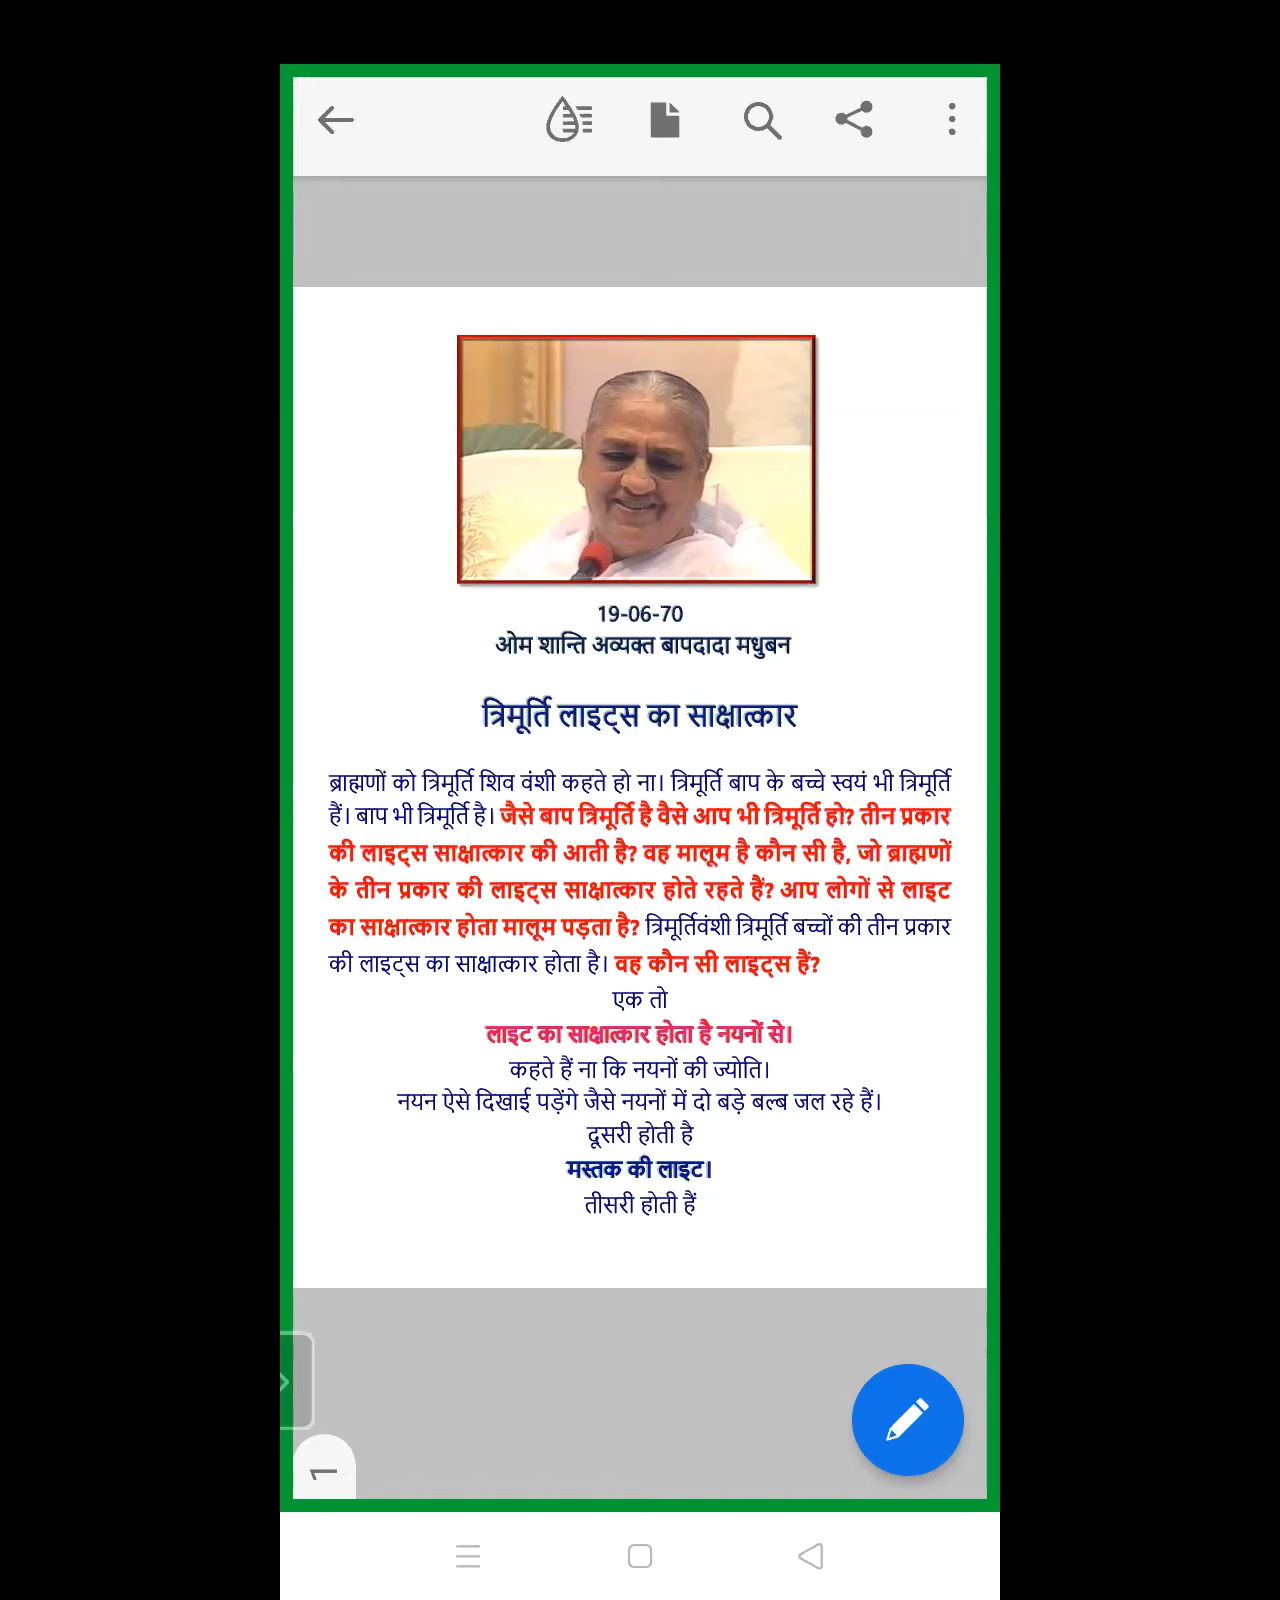 19-06-70
ओम शान्ति अव्यक्त बापदादा मधुबन
त्रिमूर्ति लाइट्स का साक्षात्कार
ब्राह्मणों को त्रिमूर्ति शिव वंशी कहते हो ना। त्रिमूर्ति बाप के बच्चे स्वयं भी त्रिमूर्ति
हैं। बाप भी त्रिमूर्ति है। जैसे बाप त्रिमूर्ति है वैसे आप भी त्रिमूर्ति हो? तीन प्रकार
की लाइट्स साक्षात्कार की आती है? वह मालूम है कौन सी है, जो ब्राह्मणों
के तीन प्रकार की लाइट्स साक्षात्कार होते रहते हैं? आप लोगों से लाइट
का साक्षात्कार होता मालूम पड़ता है? त्रिमूर्तिवंशी त्रिमूर्ति बच्चों की तीन प्रकार
की लाइट्स का साक्षात्कार होता है। वह कौन सी लाइट्स हैं?
एक तो
लाइट का साक्षात्कार होता है नयनों से।
कहते हैं ना कि नयनों की ज्योति।
नयन ऐसे दिखाई पड़ेंगे जैसे नयनों में दो बड़े बल्ब जल रहे हैं।
दूसरी होती है
मस्तक की लाइट।
तीसरी होती हैं
1